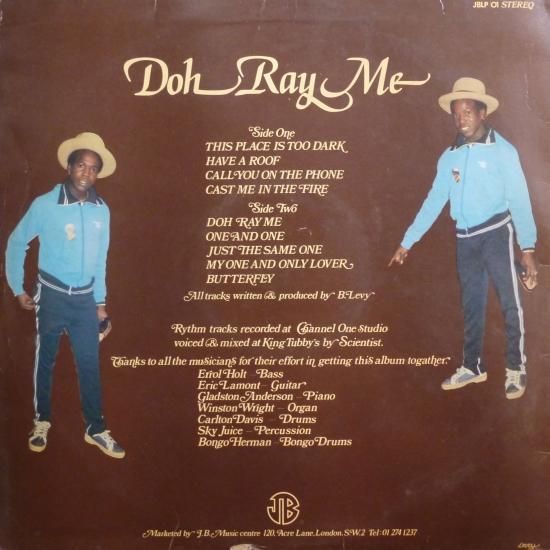 JBLP 01 STEREO
Doh Ray Me
Side One
THIS PLACE IS TOO DARK
HAVE A ROOF
CALL YOU ON THE PHONE
CAST ME IN THE FIRE
Side Two
DOH RAY ME
ONE AND ONE
JUST THE SAME ONE
MY ONE AND ONLY LOVER
BUTTERFLY
All tracks written & produced by B.Levy
Rythm tracks recorded at Channel One studio
voiced & mixed at King Tubby's by Scientist.
Thanks to all the musicians for their effort in getting this album togather.
Errol Holt - Bass
Eric Lamont - Guitar
Gladston Anderson - Piano
Winston Wright - Organ
Carlton Davis - Drums
Sky Juice - Percussion
Bongo Herman - Bongo Drums
JB
Marketed by J.B. Music centre 120, Acre Lane, London. S.W.2 Tel: 01 274 1237